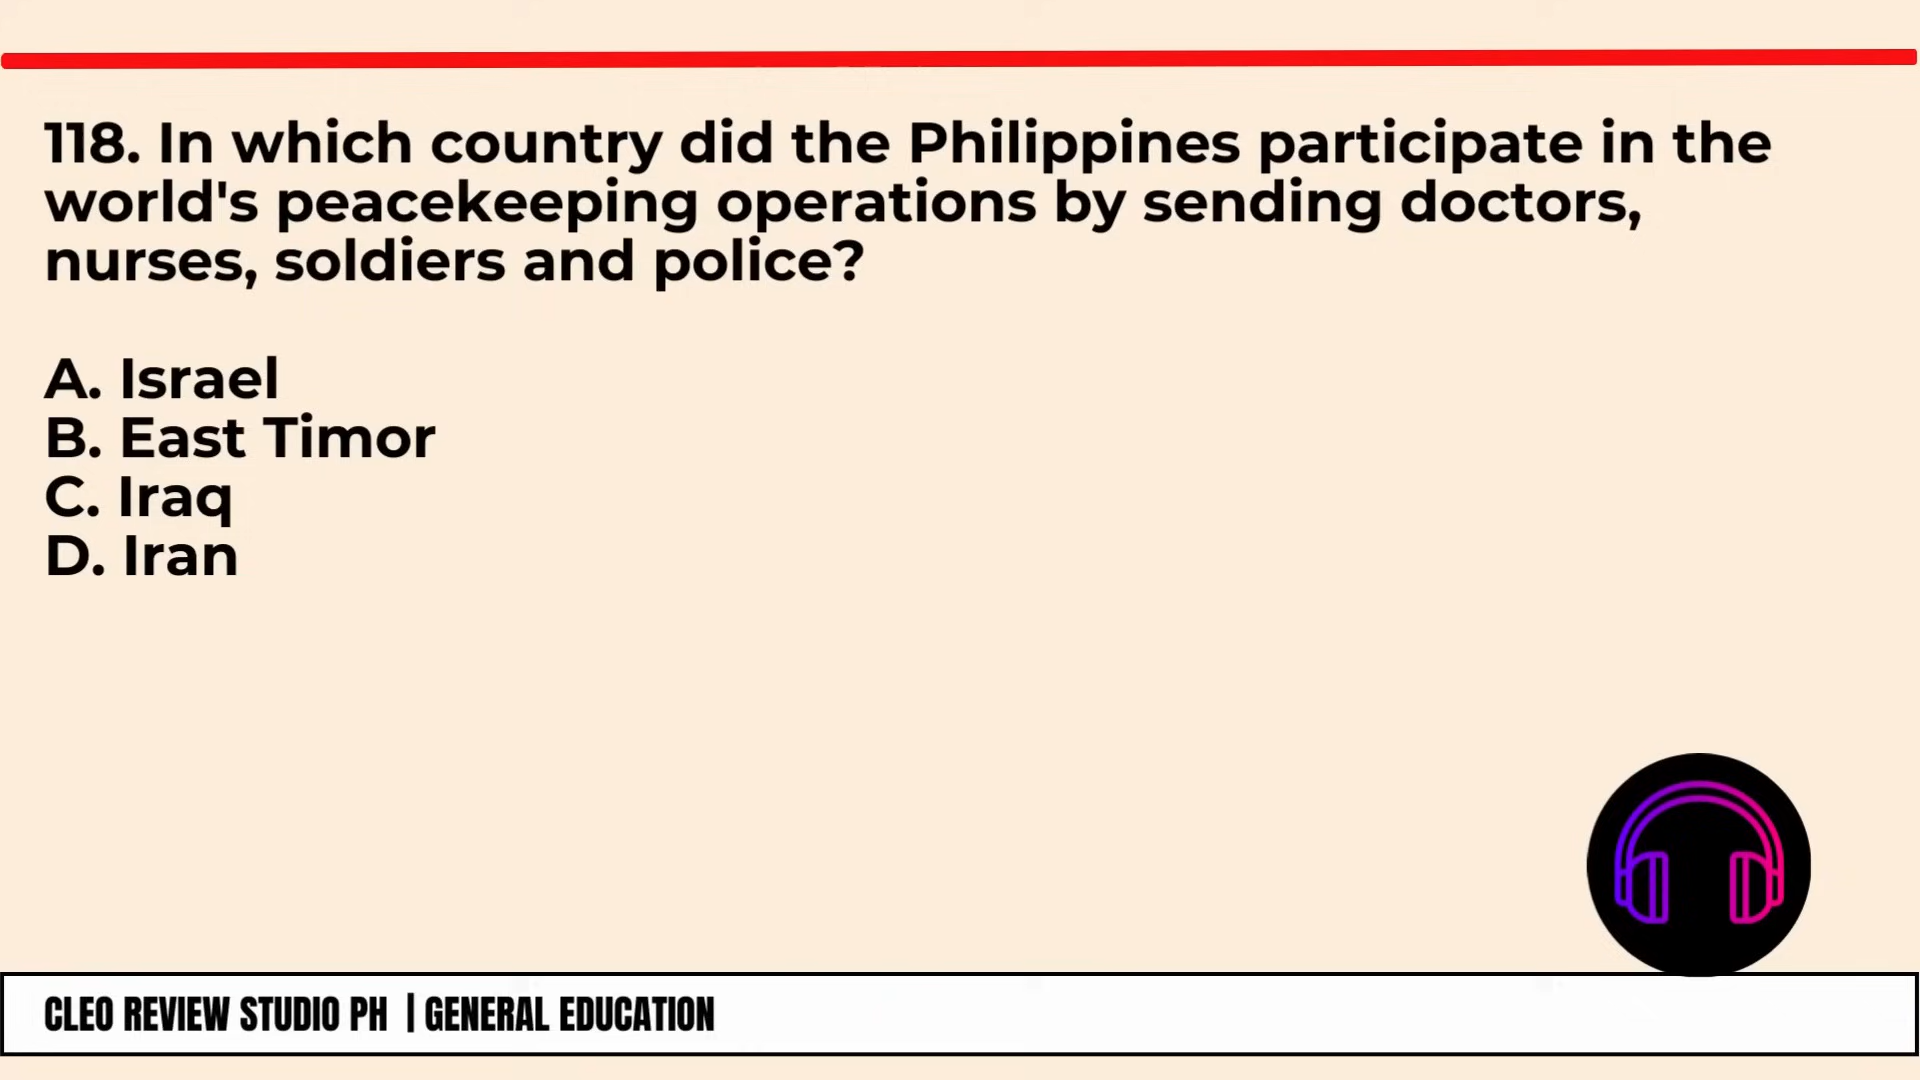 118. In which country did the Philippines participate in the
world's peacekeeping operations by sending doctors,
nurses, soldiers and police?
A. Israel
B. East Timor
C. Iraq
D. Iran
CLEO REVIEW STUDIO PH | GENERAL EDUCATION